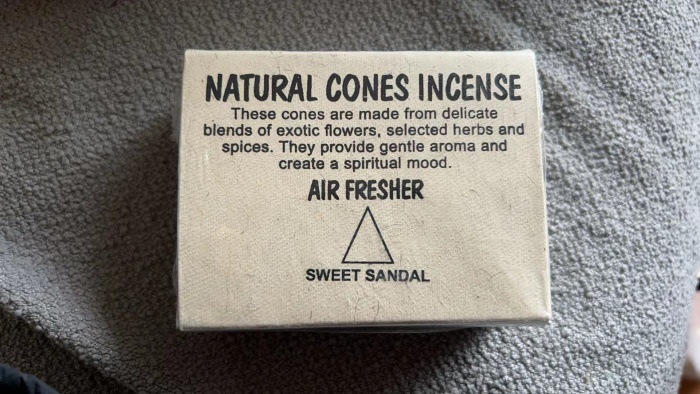 NATURAL CONES INCENSE
These cones are made from delicate
blends of exotic flowers, selected herbs and
spices. They provide gentle aroma and
create a spiritual mood.
AIR FRESHER
SWEET SANDAL